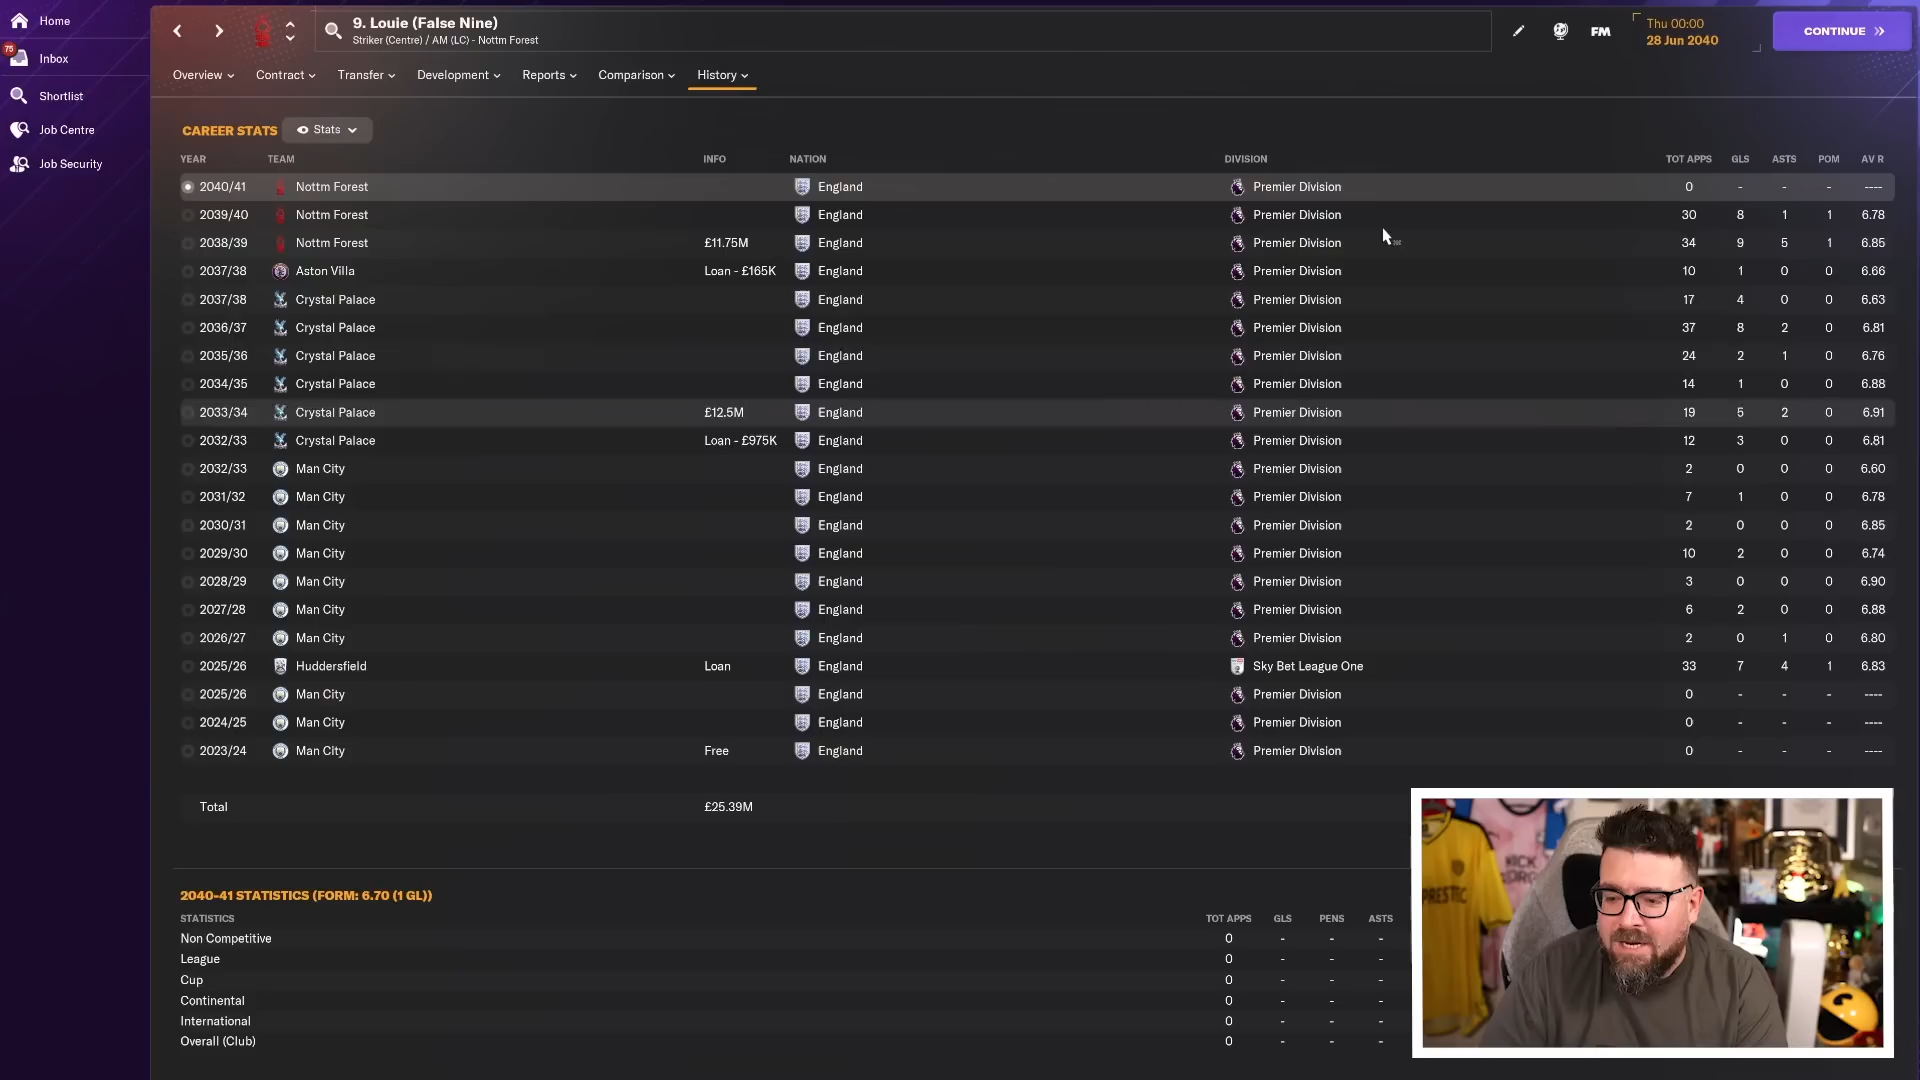 Home
75
Inbox
Shortlist
Job Centre
Job Security
9. Louie (False Nine)
Striker (Centre) / AM (LC) - Nottm Forest
FM
Thu 00:00
28 Jun 2040
CONTINUE
Overview Contract Transfer Development Reports Comparison History
CAREER STATS Stats
YEAR TEAM INFO NATION DIVISION TOT APPS GLS ASTS POM AV R
2040/41 Nottm Forest England Premier Division 0 - - - ----
2039/40 Nottm Forest England Premier Division 30 8 1 1 6.78
2038/39 Nottm Forest £11.75M England Premier Division 34 9 5 1 6.85
2037/38 Aston Villa Loan - £165K England Premier Division 10 1 0 0 6.66
2037/38 Crystal Palace England Premier Division 17 4 0 0 6.63
2036/37 Crystal Palace England Premier Division 37 8 2 0 6.81
2035/36 Crystal Palace England Premier Division 24 2 1 0 6.76
2034/35 Crystal Palace England Premier Division 14 1 0 0 6.88
2033/34 Crystal Palace £12.5M England Premier Division 19 5 2 0 6.91
2032/33 Crystal Palace Loan - £975K England Premier Division 12 3 0 0 6.81
2032/33 Man City England Premier Division 2 0 0 0 6.60
2031/32 Man City England Premier Division 7 1 0 0 6.78
2030/31 Man City England Premier Division 2 0 0 0 6.85
2029/30 Man City England Premier Division 10 2 0 0 6.74
2028/29 Man City England Premier Division 3 0 0 0 6.90
2027/28 Man City England Premier Division 6 2 0 0 6.88
2026/27 Man City England Premier Division 2 0 1 0 6.80
2025/26 Huddersfield Loan England Sky Bet League One 33 7 4 1 6.83
2025/26 Man City England Premier Division 0 - - - ----
2024/25 Man City England Premier Division 0 - - - ----
2023/24 Man City Free England Premier Division 0 - - - ----
Total £25.39M
2040-41 STATISTICS (FORM: 6.70 (1 GL))
STATISTICS TOT APPS GLS PENS ASTS
Non Competitive 0 - - -
League 0 - - -
Cup 0 - - -
Continental 0 - - -
International 0 - - -
Overall (Club) 0 - - -